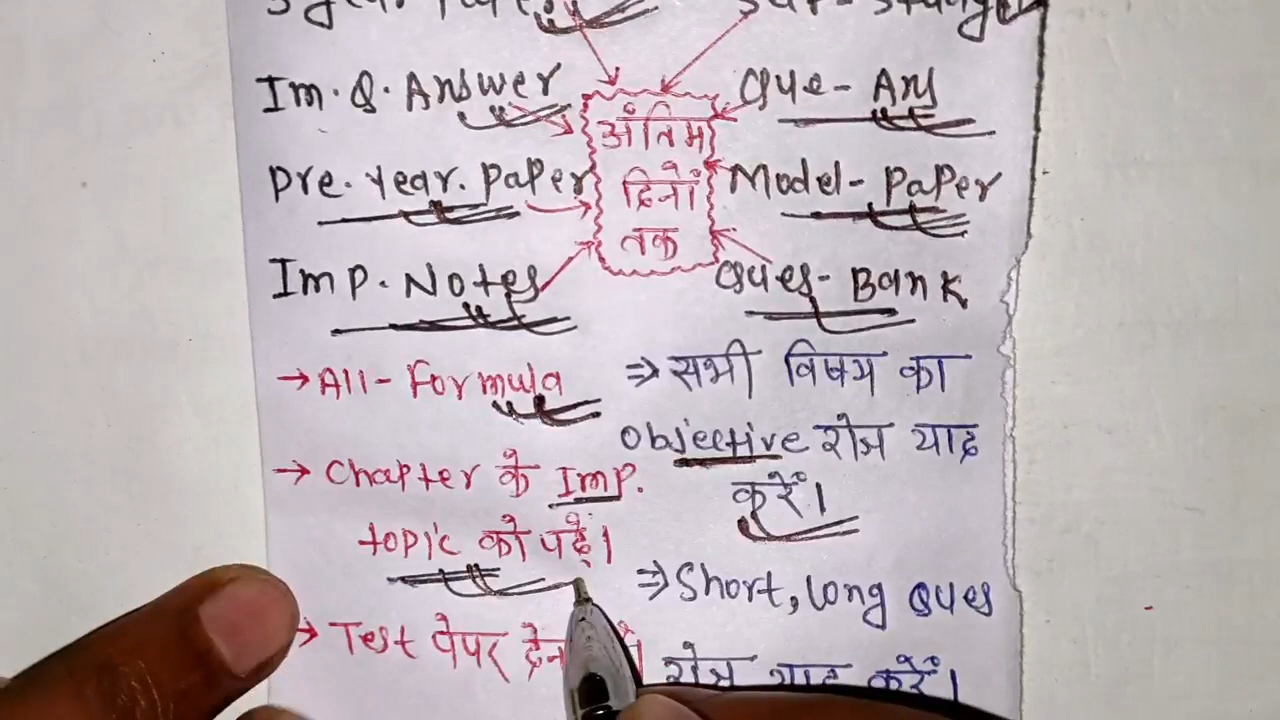 Im. Q. Answer
Pre. Year. Paper
Imp. Notes
अंतिम
दिनों
तक
Que - Ans
Model - Paper
Ques - Bank
→ All - Formula
→ Chapter के Imp.
topic को पढ़ें।
→ Test पेपर
⇒ सभी विषय का
objective रोज याद
करें।
⇒ Short, long Ques
रोज याद करें।